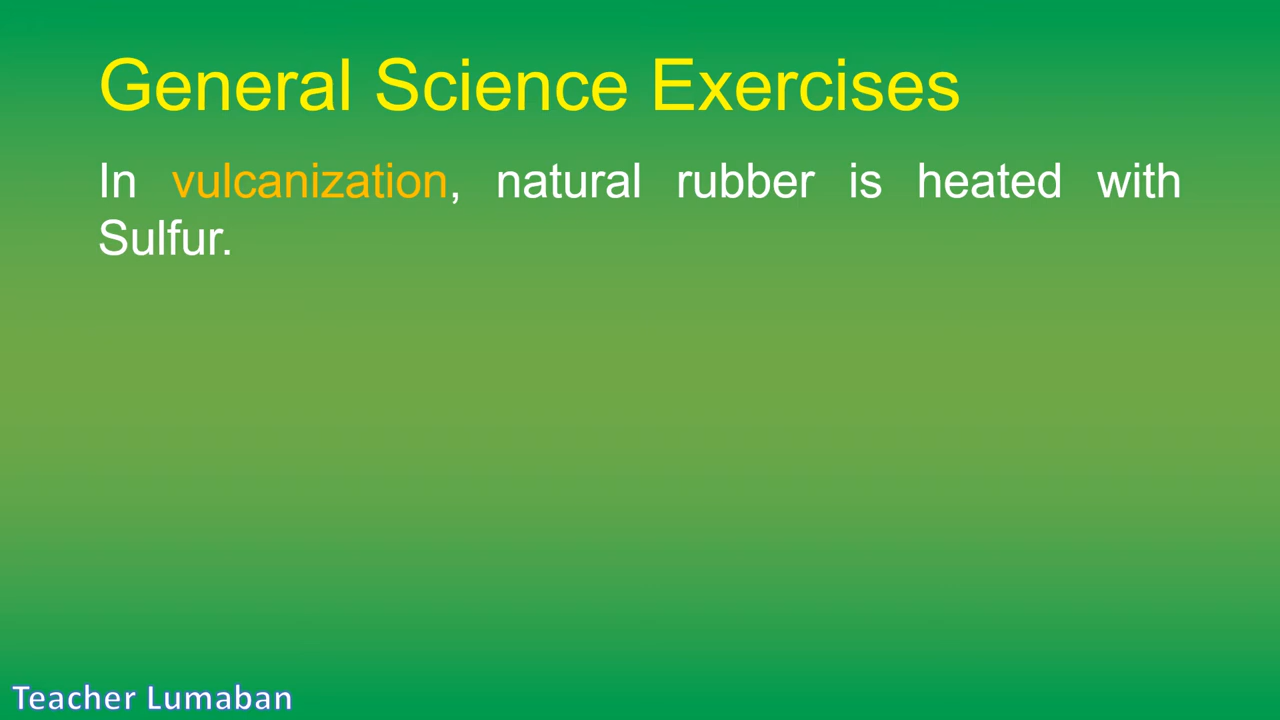 General Science Exercises
In vulcanization, natural rubber is heated with
Sulfur.
Teacher Lumaban